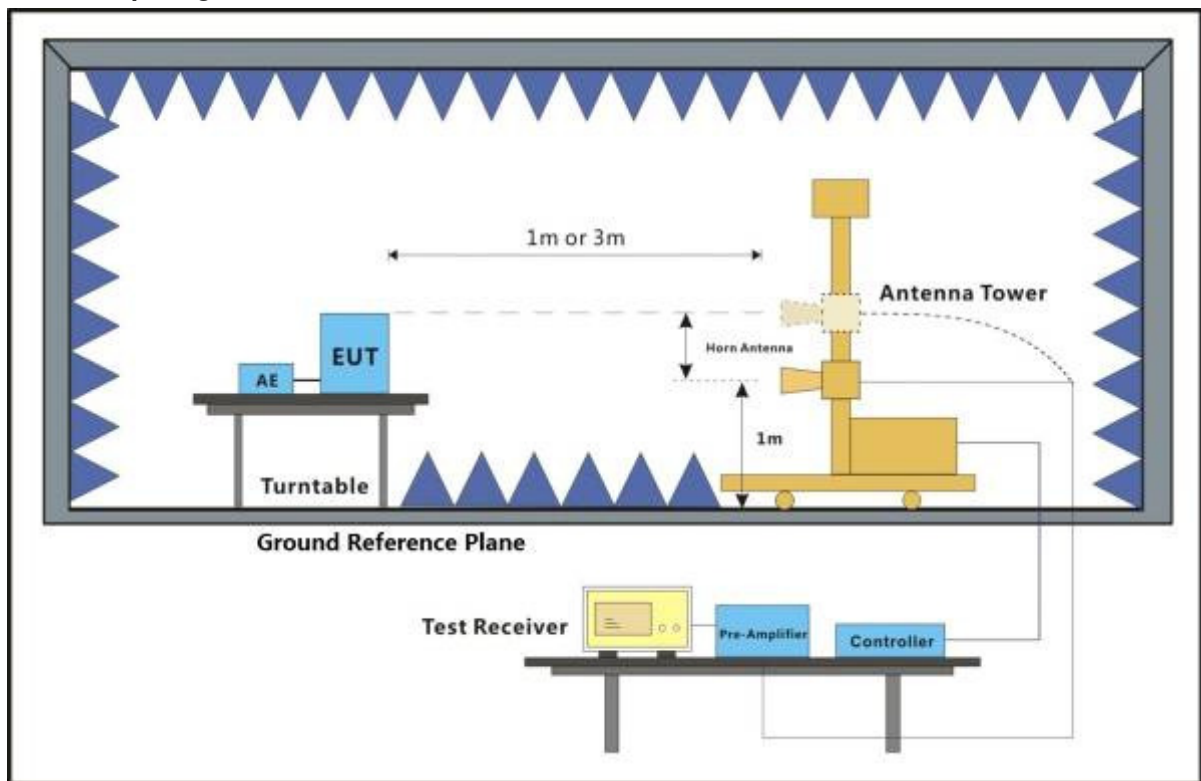 1m or 3m
Antenna Tower
Horn Antenna
EUT
AE
1m
Turntable
Ground Reference Plane
Test Receiver
Pre-Amplifier
Controller